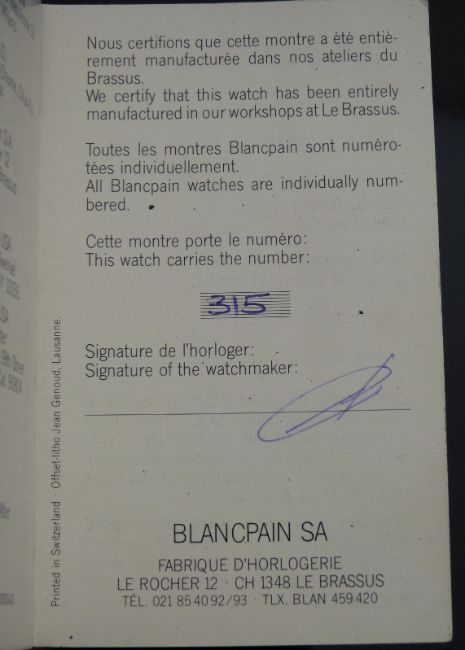 Nous certifions que cette montre a été entiè-
rement manufacturée dans nos ateliers du
Brassus.
We certify that this watch has been entirely
manufactured in our workshops at Le Brassus.
Toutes les montres Blancpain sont numéro-
tées individuellement.
All Blancpain watches are individually num-
bered.
Cette montre porte le numéro:
This watch carries the number:
315
Signature de l'horloger:
Signature of the watchmaker:
BLANCPAIN SA
FABRIQUE D'HORLOGERIE
LE ROCHER 12 · CH 1348 LE BRASSUS
TÉL. 021 85 40 92/93 · TLX. BLAN 459 420
Printed in Switzerland · Offset-litho Jean Genoud, Lausanne.